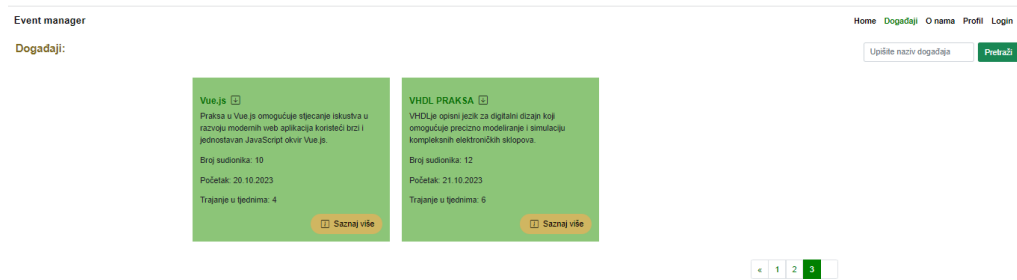 Event manager
Home Događaji O nama Profil Login
Događaji:
Upišite naziv događaja
Pretraži
Vue.js
Praksa u Vue.js omogućuje stjecanje iskustva u
razvoju modernih web aplikacija koristeći brzi i
jednostavan JavaScript okvir Vue.js.
Broj sudionika: 10
Početak: 20.10.2023
Trajanje u tjednima: 4
Saznaj više
VHDL PRAKSA
VHDLje opisni jezik za digitalni dizajn koji
omogućuje precizno modeliranje i simulaciju
kompleksnih elektroničkih sklopova.
Broj sudionika: 12
Početak: 21.10.2023
Trajanje u tjednima: 6
Saznaj više
« 1 2 3